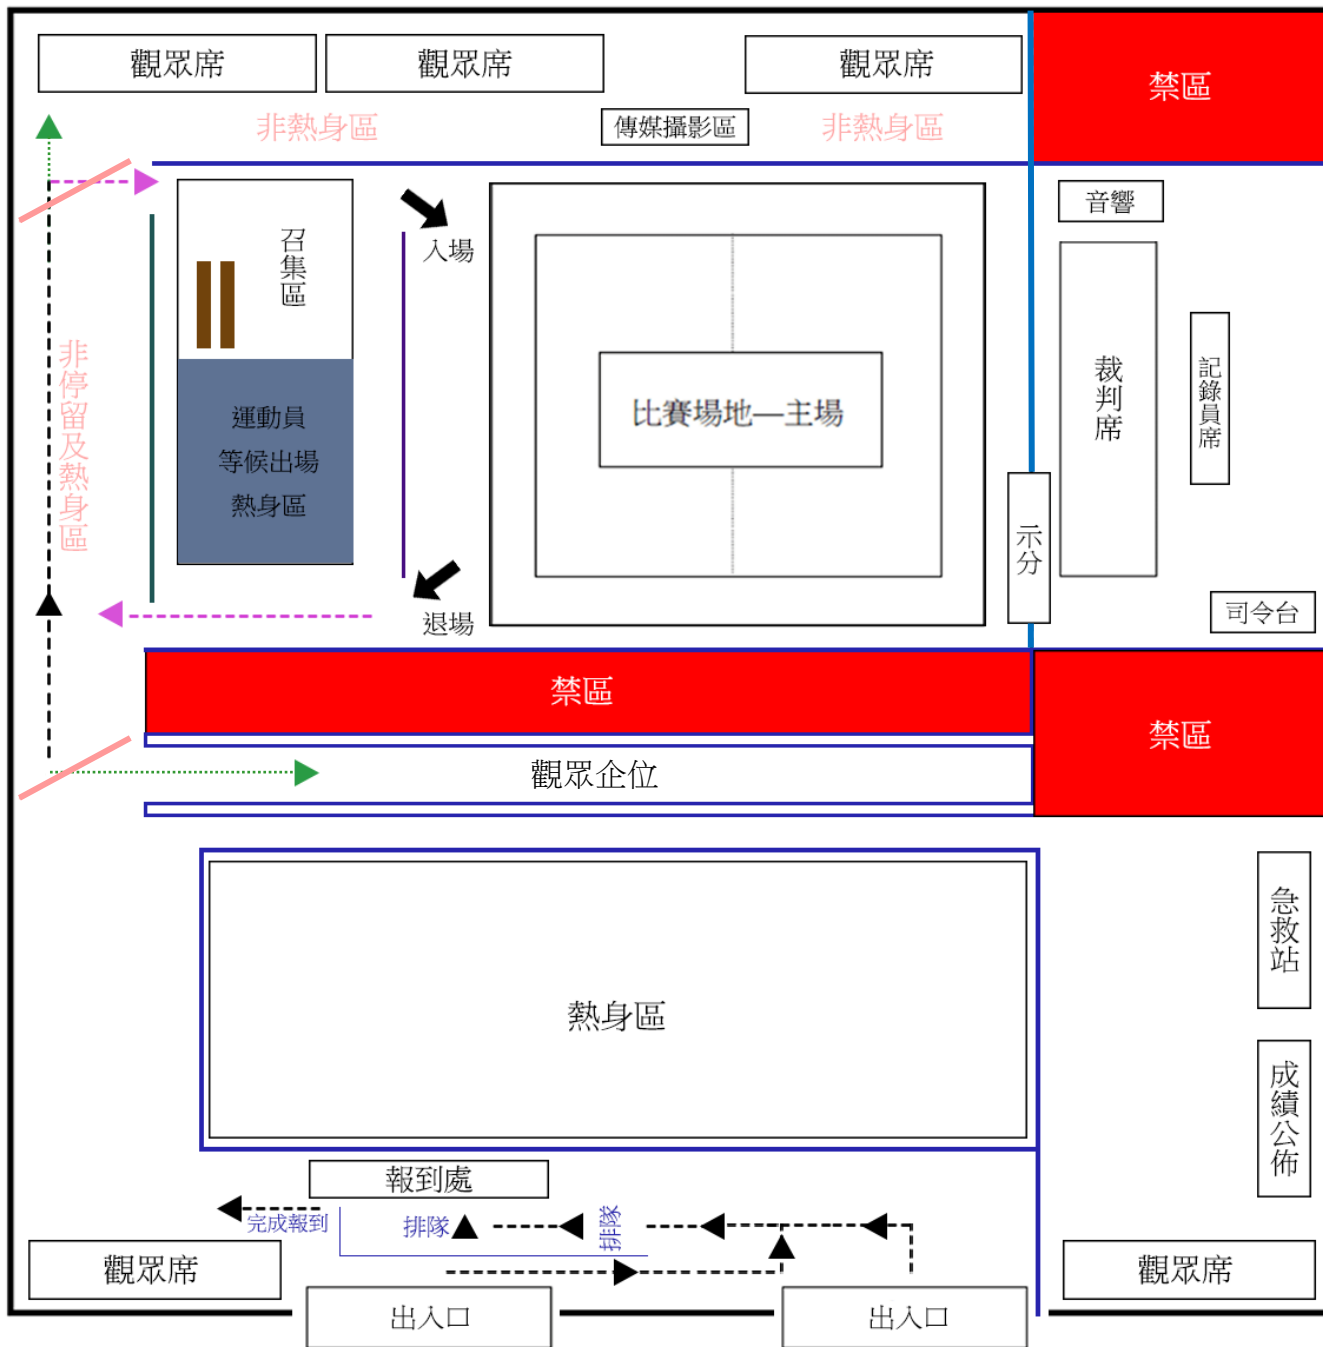 觀眾席
觀眾席
觀眾席
禁區
非熱身區
傳媒攝影區
非熱身區
音響
召集區
入場
裁判席
記錄員席
非停留及熱身區
運動員
等候出場
熱身區
比賽場地—主場
示分
退場
司令台
禁區
禁區
觀眾企位
急救站
熱身區
成績公佈
報到處
完成報到
排隊
排隊
觀眾席
觀眾席
出入口
出入口